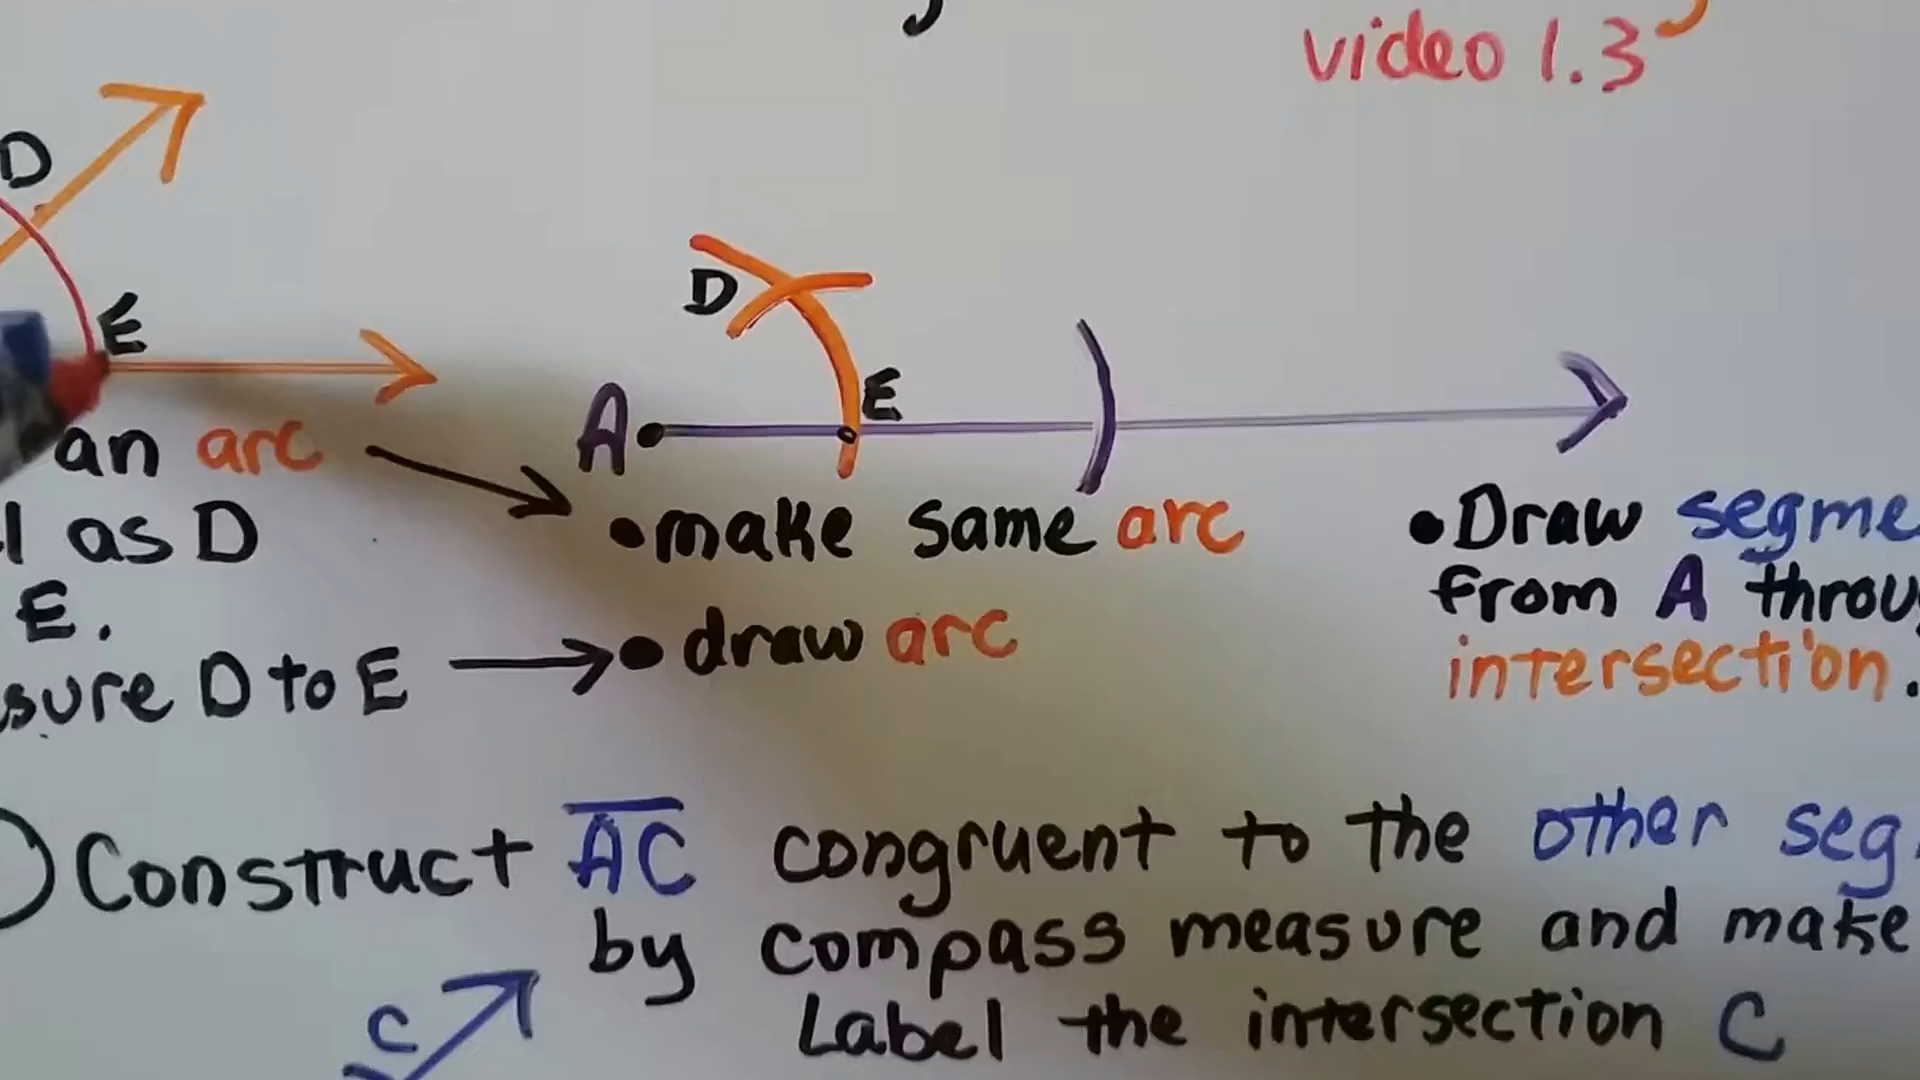 video 1.3
D
E
D
E
A
an arc
as D
E.
sure D to E
•make same arc
•draw arc
•Draw segme
from A throu
intersection.
Construct AC congruent to the other seg.
by compass measure and make
Label the intersection C
C